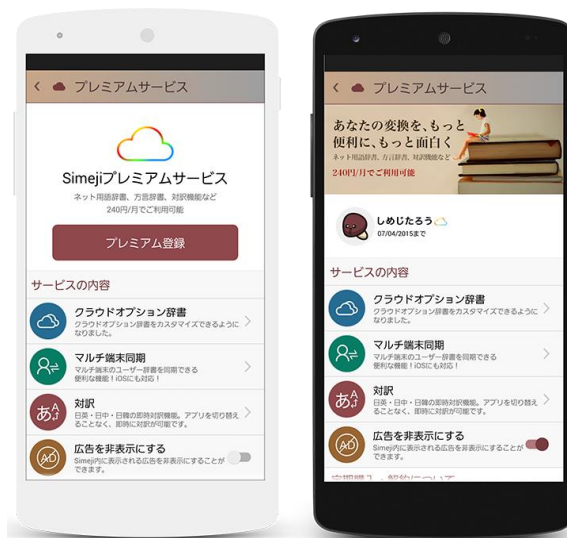 プレミアムサービス
Simejiプレミアムサービス
ネット用語辞書、方言辞書、対訳機能など
240円/月でご利用可能
プレミアム登録
サービスの内容
クラウドオプション辞書
クラウドオプション辞書をカスタマイズできるように
なりました。
マルチ端末同期
マルチ端末のユーザー辞書を同期できる
便利な機能！iOSにも対応！
あA
対訳
日英・日中・日韓の即時対訳機能。アプリを切り替え
ることなく、即時に対訳が可能です。
AD
広告を非表示にする
Simeji内に表示される広告を非表示にすることが
できます。
プレミアムサービス
あなたの変換を、もっと
便利に、もっと面白く
ネット用語辞書、方言辞書、対訳機能など
240円/月でご利用可能
しめじたろう
07/04/2015まで
サービスの内容
クラウドオプション辞書
クラウドオプション辞書をカスタマイズできるように
なりました。
マルチ端末同期
マルチ端末のユーザー辞書を同期できる
便利な機能！iOSにも対応！
あA
対訳
日英・日中・日韓の即時対訳機能。アプリを切り替え
ることなく、即時に対訳が可能です。
AD
広告を非表示にする
Simeji内に表示される広告を非表示にすることが
できます。
定期購入・解約について